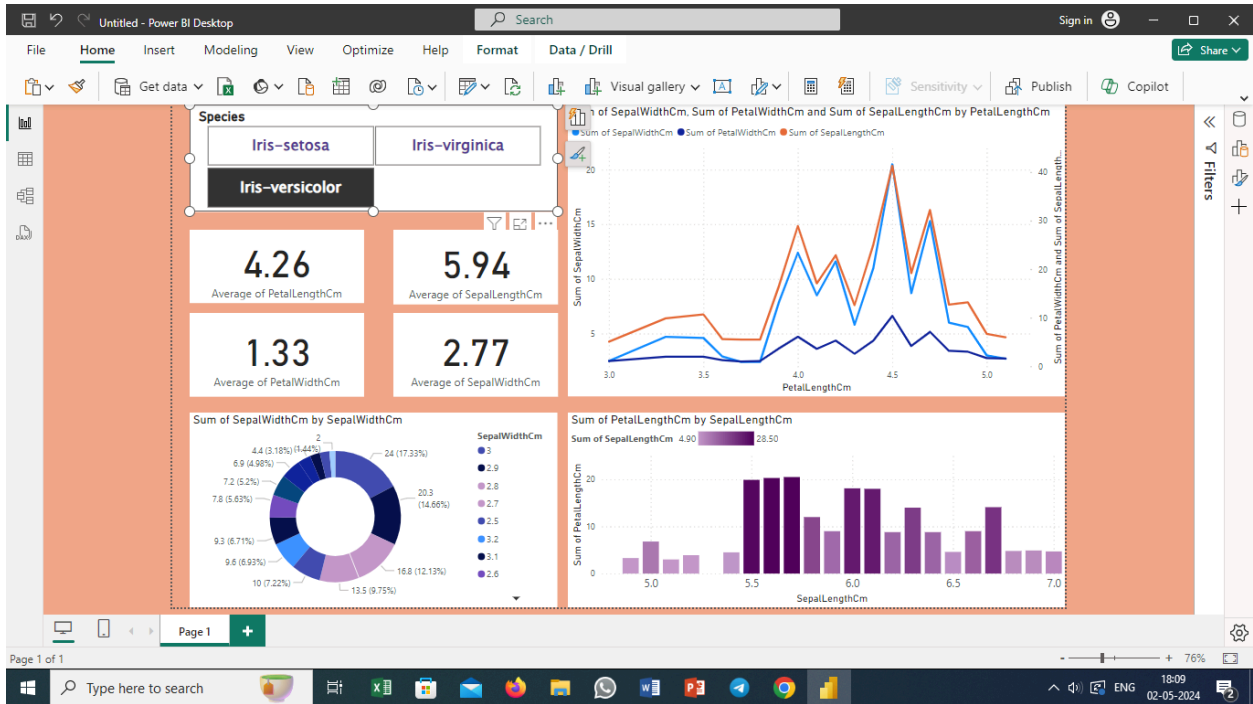 Untitled - Power BI Desktop
Search
Sign in
File Home Insert Modeling View Optimize Help Format Data / Drill
Share
Get data
Visual gallery
Sensitivity
Publish
Copilot
Species
Iris-setosa
Iris-virginica
Iris-versicolor
4.26
Average of PetalLengthCm
5.94
Average of SepalLengthCm
1.33
Average of PetalWidthCm
2.77
Average of SepalWidthCm
of SepalWidthCm, Sum of PetalWidthCm and Sum of SepalLengthCm by PetalLengthCm
Sum of SepalWidthCm Sum of PetalWidthCm Sum of SepalLengthCm
Sum of SepalWidthCm
20
15
10
5
3.0 3.5 4.0 4.5 5.0
PetalLengthCm
40
30
20
10
0
Sum of PetalWidthCm and Sum of SepalLength...
Sum of SepalWidthCm by SepalWidthCm
2
(1.44%)
4.4 (3.18%)
6.9 (4.98%)
7.2 (5.2%)
7.8 (5.63%)
9.3 (6.71%)
9.6 (6.93%)
10 (7.22%)
13.5 (9.75%)
16.8 (12.13%)
20.3
(14.66%)
24 (17.33%)
SepalWidthCm
3
2.9
2.8
2.7
2.5
3.2
3.1
2.6
Sum of PetalLengthCm by SepalLengthCm
Sum of SepalLengthCm 4.90 28.50
Sum of PetalLengthCm
20
10
0
5.0 5.5 6.0 6.5 7.0
SepalLengthCm
Filters
Page 1
Page 1 of 1
- + 76%
Type here to search
ENG
18:09
02-05-2024
2